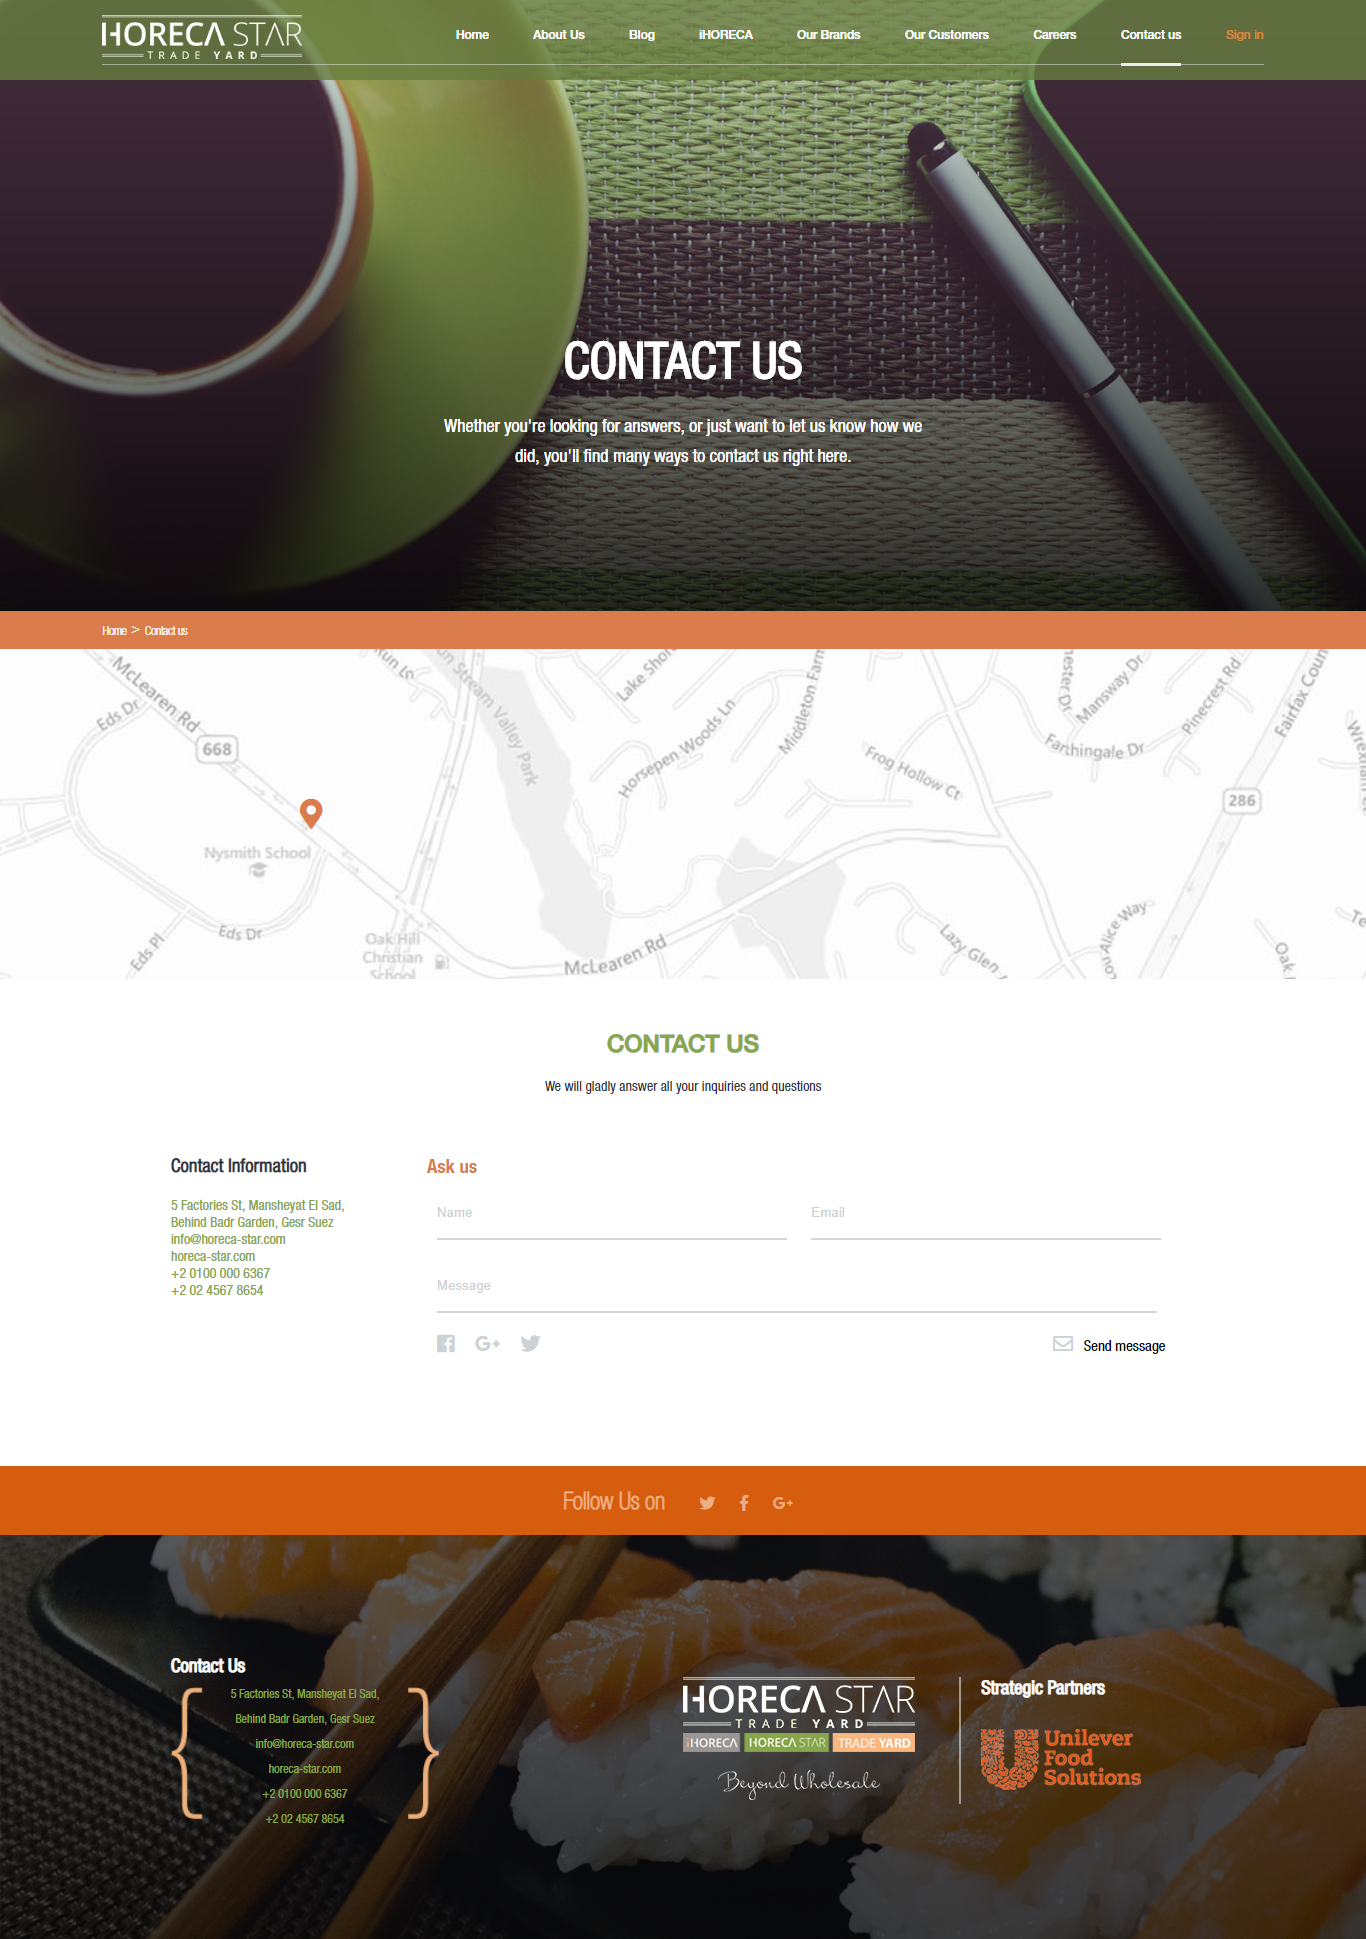 HORECA STAR
TRADE YARD
Home
About Us
Blog
iHORECA
Our Brands
Our Customers
Careers
Contact us
Sign in
CONTACT US
Whether you're looking for answers, or just want to let us know how we
did, you'll find many ways to contact us right here.
Home > Contact us
McLearen Rd
Eds Dr
668
Run Ln
Stream Valley Park
Lake Shore
Horsepen Woods Ln
Middleton Farm
Frog Hollow Ct
Mansway Dr
Farthingale Dr
Pinecrest Rd
Fairfax Coun
286
Nysmith School
Eds Dr
Eds Pl
Oak Hill
Christian
School
McLearen Rd
Lazy Glen
Alice Way
Oak
CONTACT US
We will gladly answer all your inquiries and questions
Contact Information
5 Factories St, Mansheyat El Sad,
Behind Badr Garden, Gesr Suez
info@horeca-star.com
horeca-star.com
+2 0100 000 6367
+2 02 4567 8654
Ask us
Name
Email
Message
Send message
Follow Us on
Contact Us
5 Factories St, Mansheyat El Sad,
Behind Badr Garden, Gesr Suez
info@horeca-star.com
horeca-star.com
+2 0100 000 6367
+2 02 4567 8654
HORECA STAR
TRADE YARD
iHORECA
HORECA STAR
TRADE YARD
Beyond Wholesale
Strategic Partners
Unilever
Food
Solutions